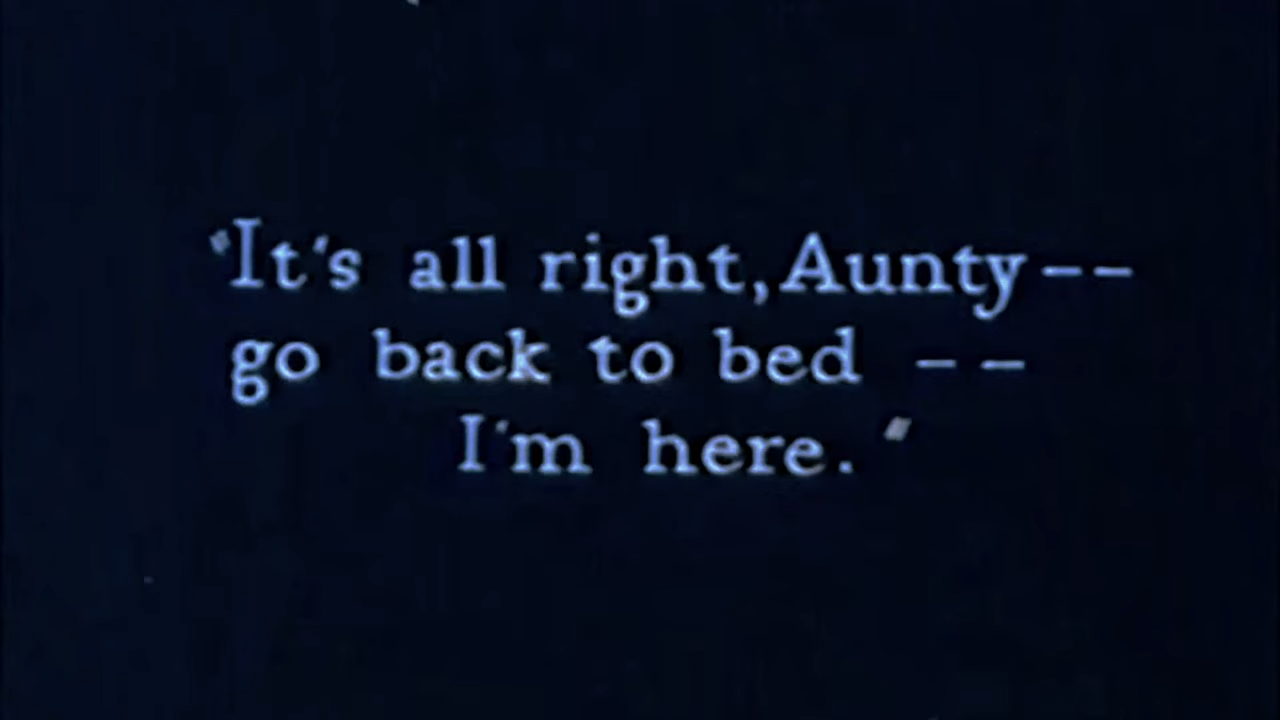 "It's all right, Aunty --
go back to bed --
I'm here."